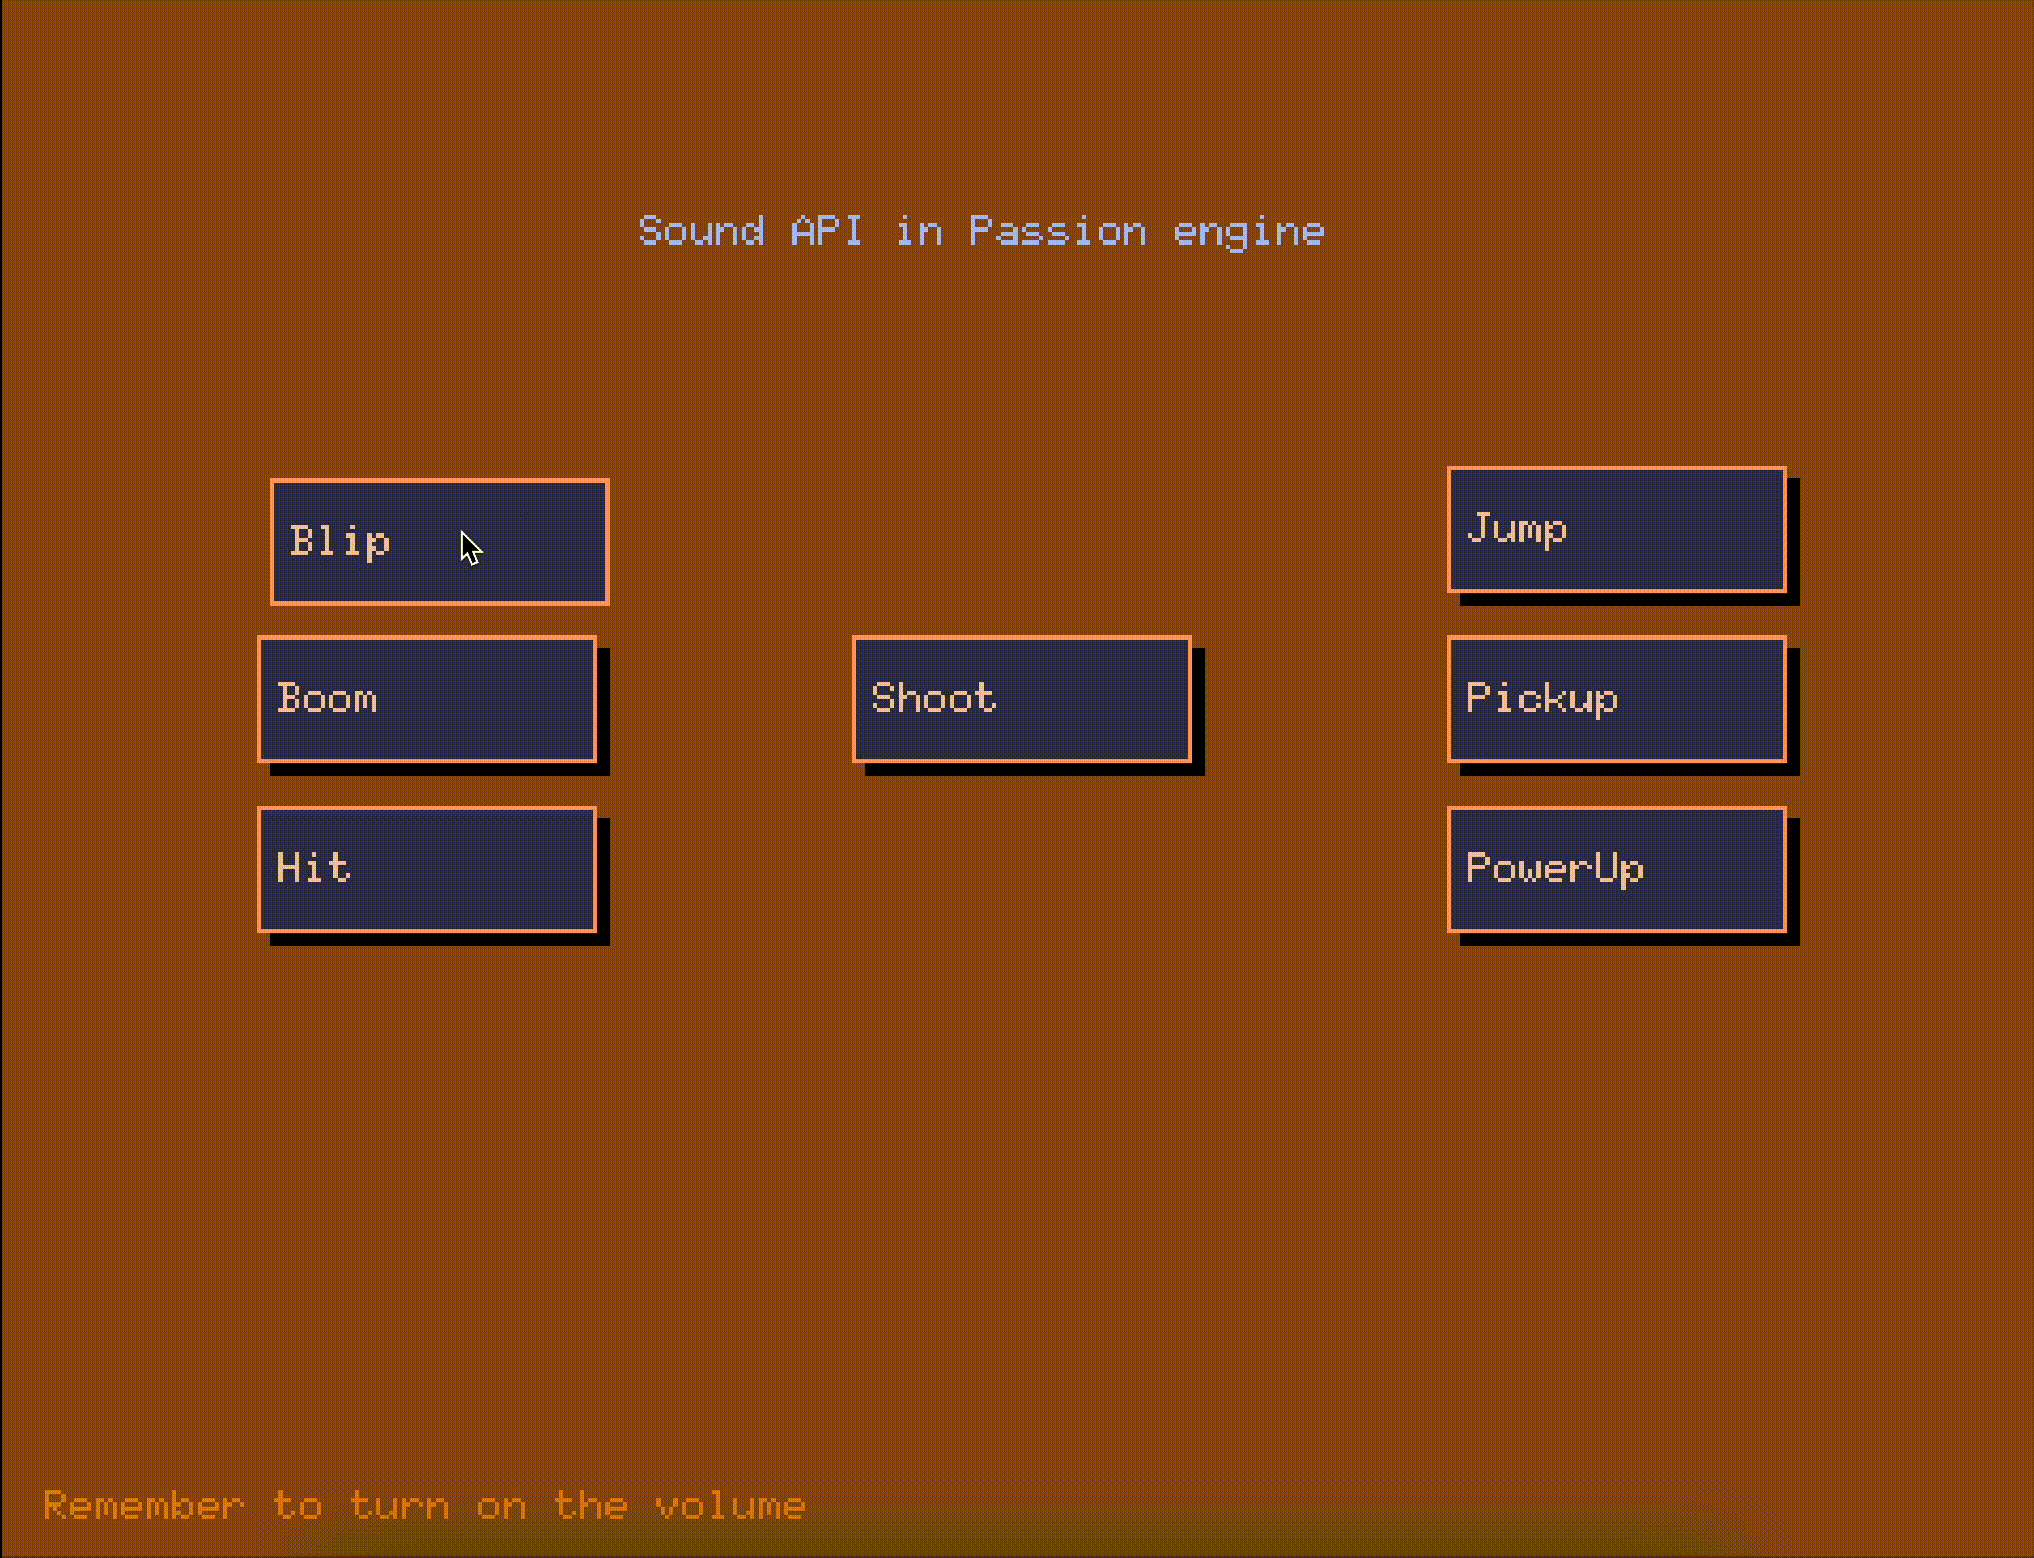 Sound API in Passion engine
Blip
Jump
Boom
Shoot
Pickup
Hit
PowerUp
Remember to turn on the volume